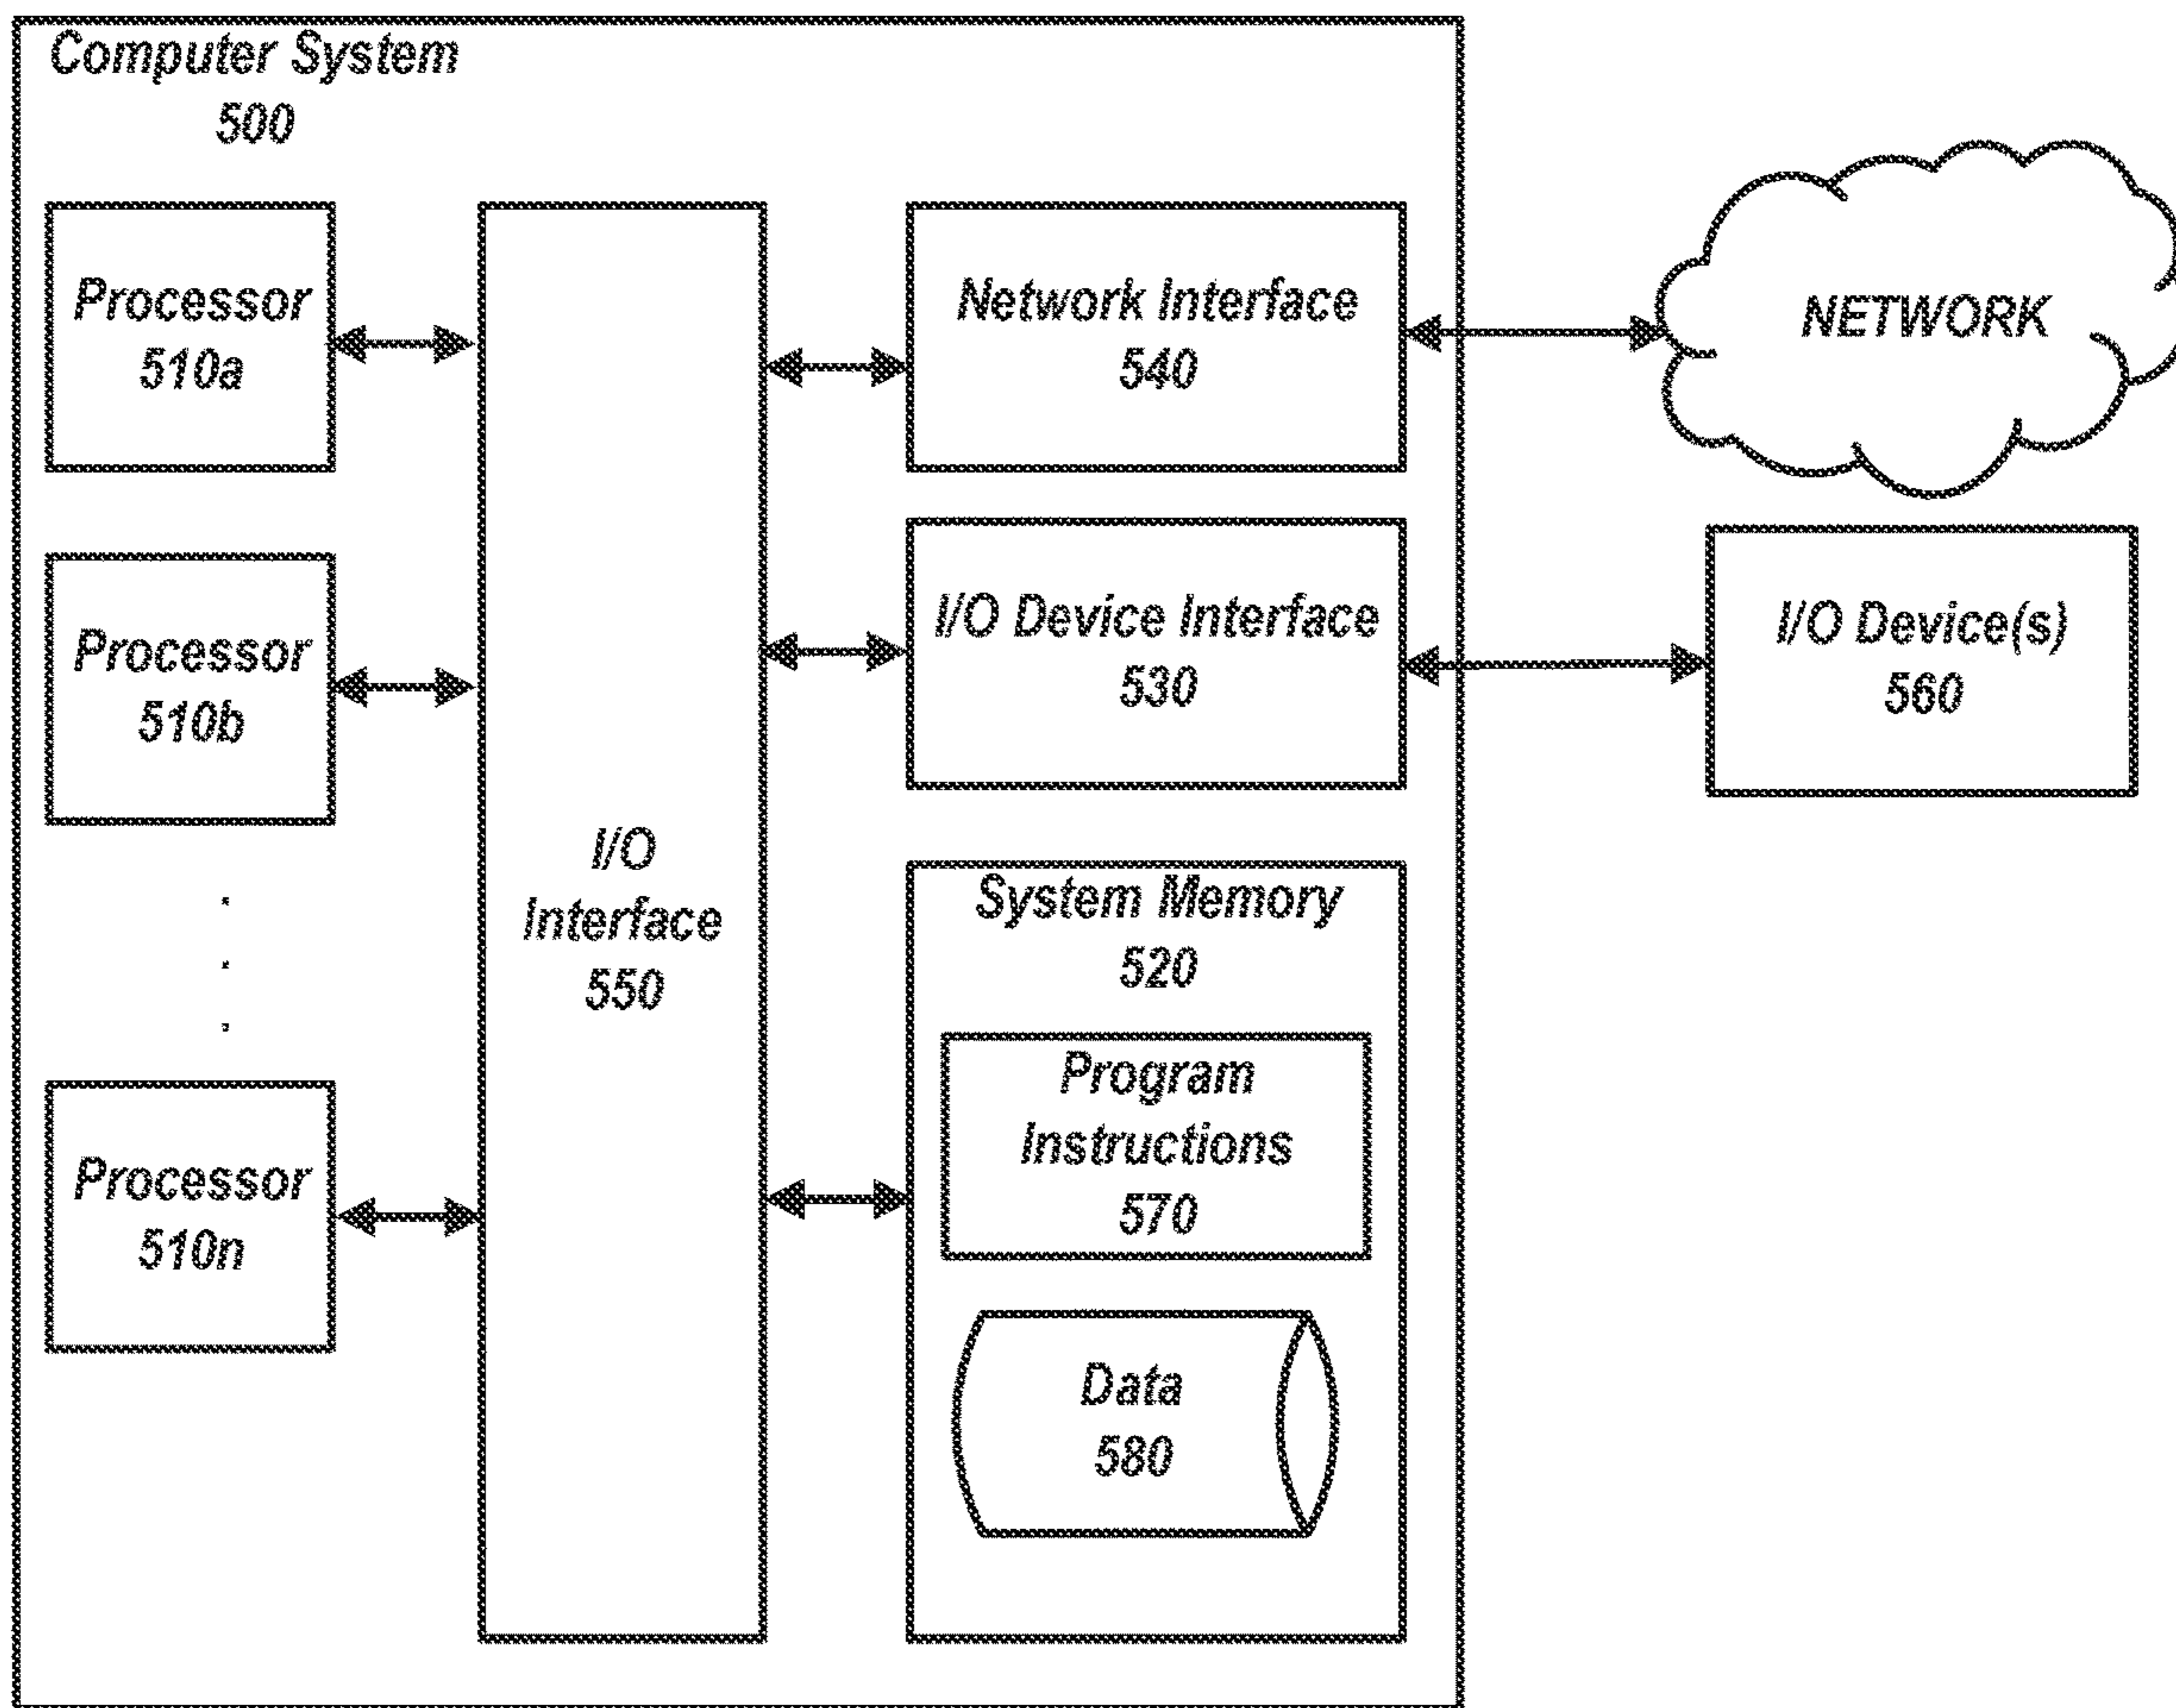 Computer System
500
Processor
510a
Processor
510b
Processor
510n
I/O
Interface
550
Network Interface
540
I/O Device Interface
530
System Memory
520
Program
Instructions
570
Data
580
NETWORK
I/O Device(s)
560